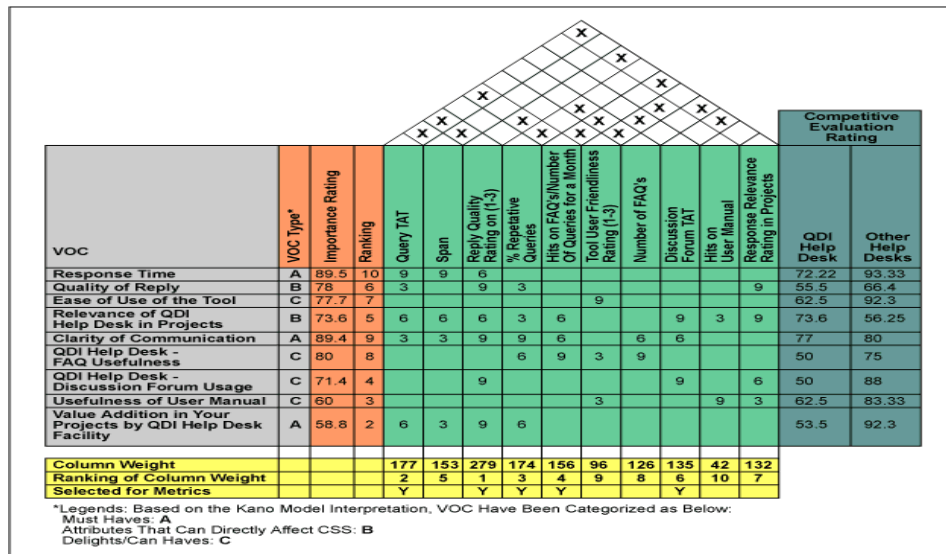 X
X
X X
X
X X X
X X X X X
X X X X X
Competitive
Evaluation
Rating
VOC
VOC Type*
Importance Rating
Ranking
Query TAT
Span
Reply Quality
Rating on (1-3)
% Repetative
Queries
Hits on FAQ's/Number
Of Queries for a Month
Tool User Friendliness
Rating (1-3)
Number of FAQ's
Discussion
Forum TAT
Hits on
User Manual
Response Relevance
Rating in Projects
QDI
Help
Desk
Other
Help
Desks
Response Time A 89.5 10 9 9 6 72.22 93.33
Quality of Reply B 78 6 3 9 3 9 55.5 66.4
Ease of Use of the Tool C 77.7 7 9 62.5 92.3
Relevance of QDI
Help Desk in Projects B 73.6 5 6 6 6 3 6 9 3 9 73.6 56.25
Clarity of Communication A 89.4 9 3 3 9 9 6 6 6 77 80
QDI Help Desk -
FAQ Usefulness C 80 8 6 9 3 9 50 75
QDI Help Desk -
Discussion Forum Usage C 71.4 4 9 9 6 50 88
Usefulness of User Manual C 60 3 3 9 3 62.5 83.33
Value Addition in Your
Projects by QDI Help Desk
Facility A 58.8 2 6 3 9 6 53.5 92.3
Column Weight 177 153 279 174 156 96 126 135 42 132
Ranking of Column Weight 2 5 1 3 4 9 8 6 10 7
Selected for Metrics Y Y Y Y Y
*Legends: Based on the Kano Model Interpretation, VOC Have Been Categorized as Below:
Must Haves: A
Attributes That Can Directly Affect CSS: B
Delights/Can Haves: C